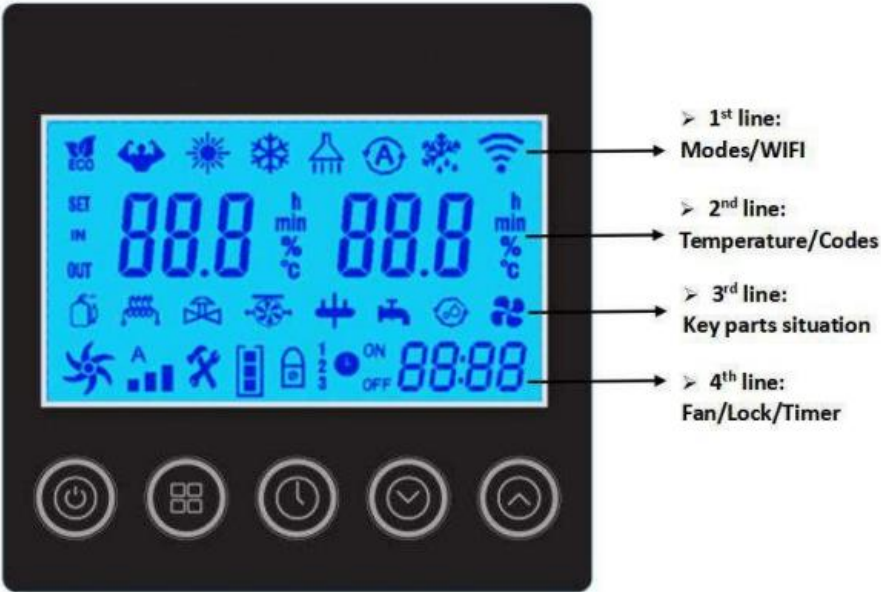 ➢ 1st line:
Modes/WIFI
➢ 2nd line:
Temperature/Codes
➢ 3rd line:
Key parts situation
➢ 4th line:
Fan/Lock/Timer
ECO
A
SET
IN
OUT
88.8
h
min
%
°C
88.8
h
min
%
°C
A
1
2
3
ON
OFF
88:88